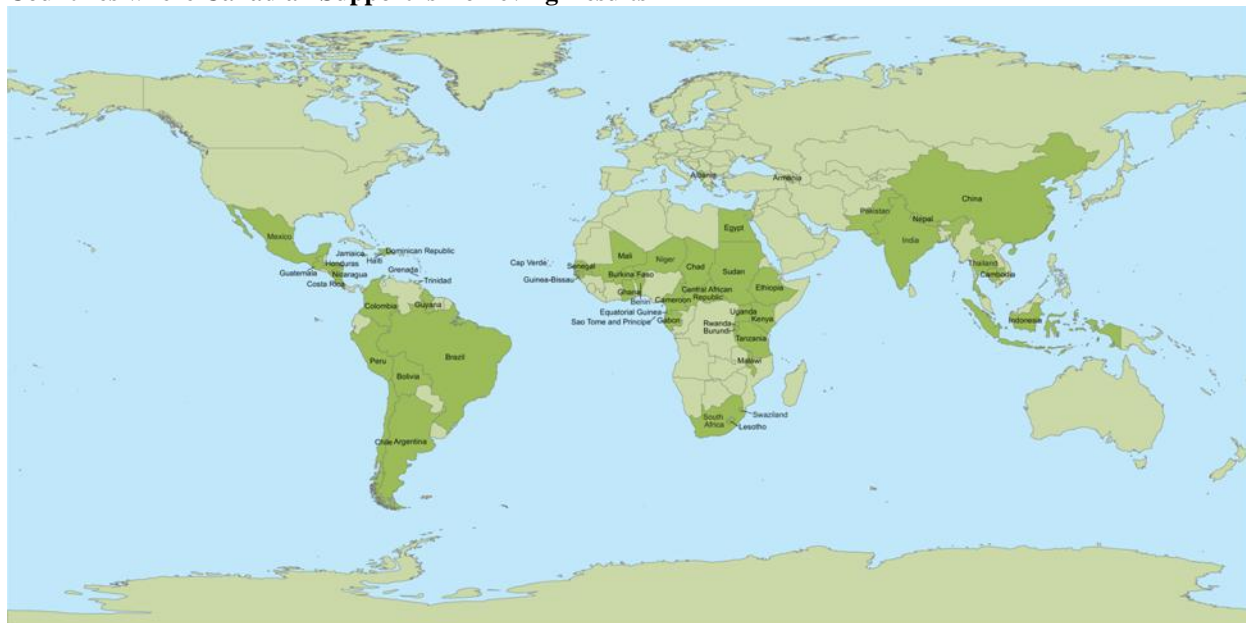 Mexico
Jamaica
Haiti
Dominican Republic
Honduras
Guatemala
Nicaragua
Grenada
Costa Rica
Trinidad
Colombia
Guyana
Peru
Brazil
Bolivia
Chile
Argentina
Albania
Armenia
Egypt
Cap Verde
Senegal
Mali
Niger
Chad
Sudan
Guinea-Bissau
Burkina Faso
Ghana
Benin
Cameroon
Central African
Republic
Ethiopia
Equatorial Guinea
Sao Tome and Principe
Gabon
Uganda
Kenya
Rwanda
Burundi
Tanzania
Malawi
South
Africa
Swaziland
Lesotho
Pakistan
Nepal
China
India
Thailand
Cambodia
Indonesia